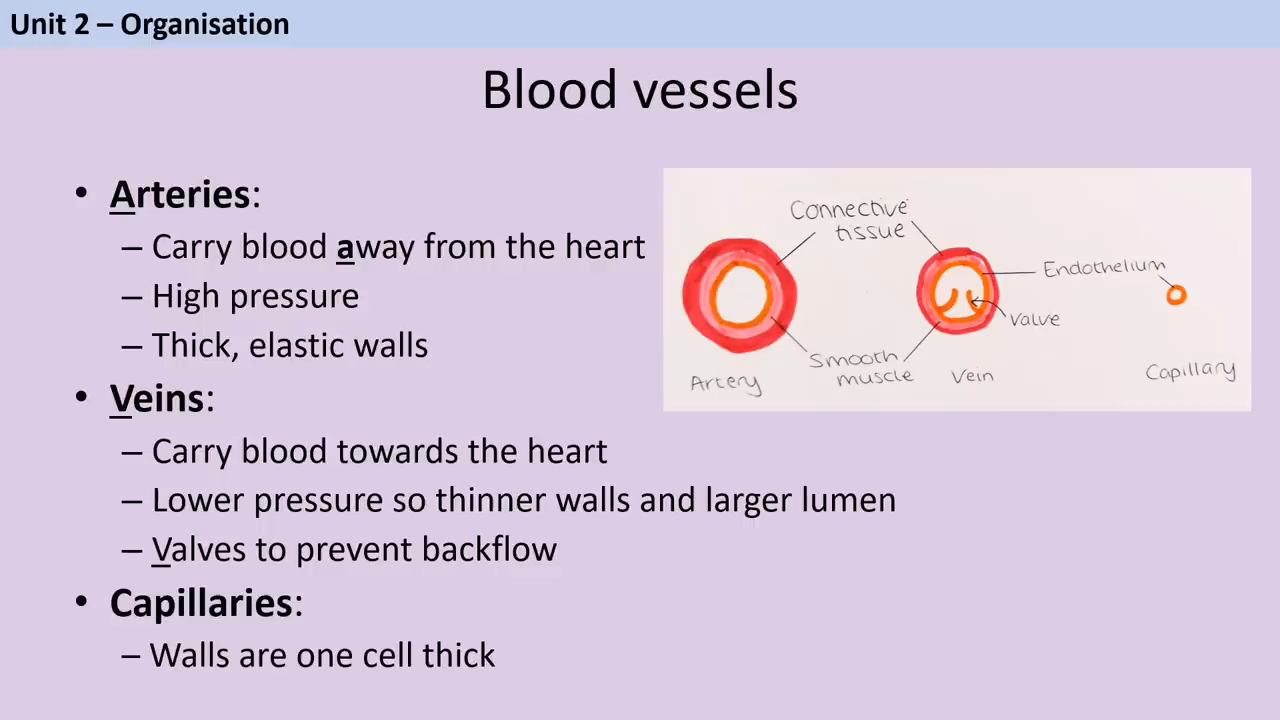 Unit 2 – Organisation
Blood vessels
• Arteries:
– Carry blood away from the heart
– High pressure
– Thick, elastic walls
• Veins:
– Carry blood towards the heart
– Lower pressure so thinner walls and larger lumen
– Valves to prevent backflow
• Capillaries:
– Walls are one cell thick
Connective
tissue
Endothelium
Valve
Smooth
muscle
Artery
Vein
Capillary